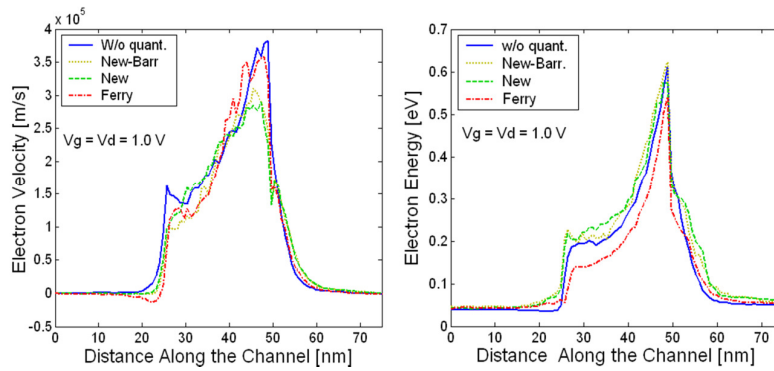 × 10⁵
4
3.5
3
2.5
2
1.5
1
0.5
0
-0.5
Electron Velocity [m/s]
W/o quant.
New-Barr
New
Ferry
Vg = Vd = 1.0 V
0 10 20 30 40 50 60 70
Distance Along the Channel [nm]
0.7
0.6
0.5
0.4
0.3
0.2
0.1
0
Electron Energy [eV]
w/o quant.
New-Barr.
New
Ferry
Vg = Vd = 1.0 V
0 10 20 30 40 50 60 70
Distance Along the Channel [nm]